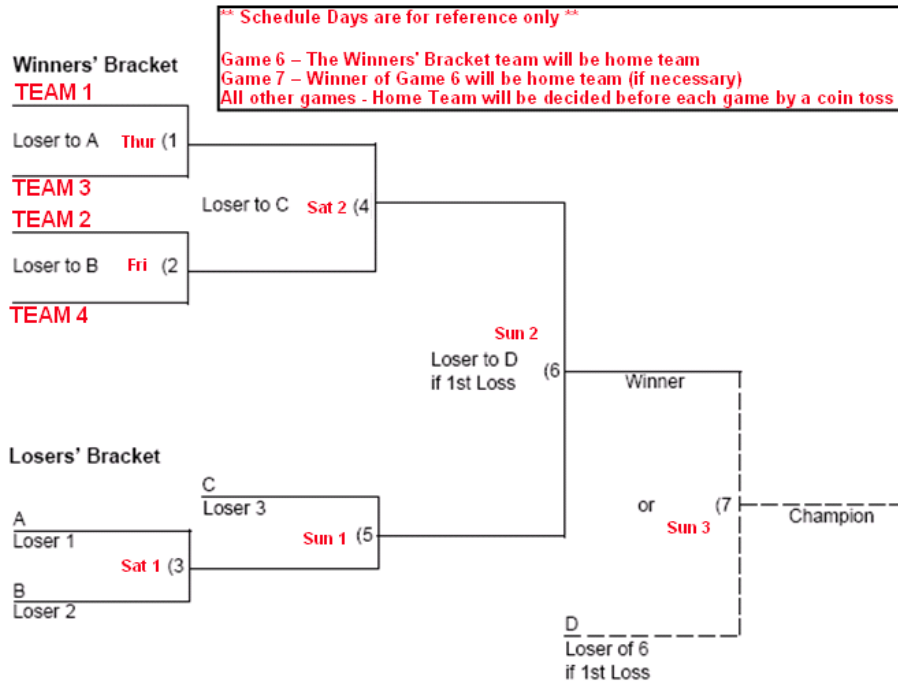 ** Schedule Days are for reference only **
Game 6 – The Winners' Bracket team will be home team
Game 7 – Winner of Game 6 will be home team (if necessary)
All other games - Home Team will be decided before each game by a coin toss
Winners' Bracket
TEAM 1
Loser to A Thur (1
TEAM 3
Loser to C Sat 2 (4
TEAM 2
Loser to B Fri (2
TEAM 4
Sun 2
Loser to D (6
if 1st Loss
Winner
Losers' Bracket
C
Loser 3
A
Loser 1
Sun 1 (5
or (7
Sun 3
Champion
Sat 1 (3
B
Loser 2
D
Loser of 6
if 1st Loss